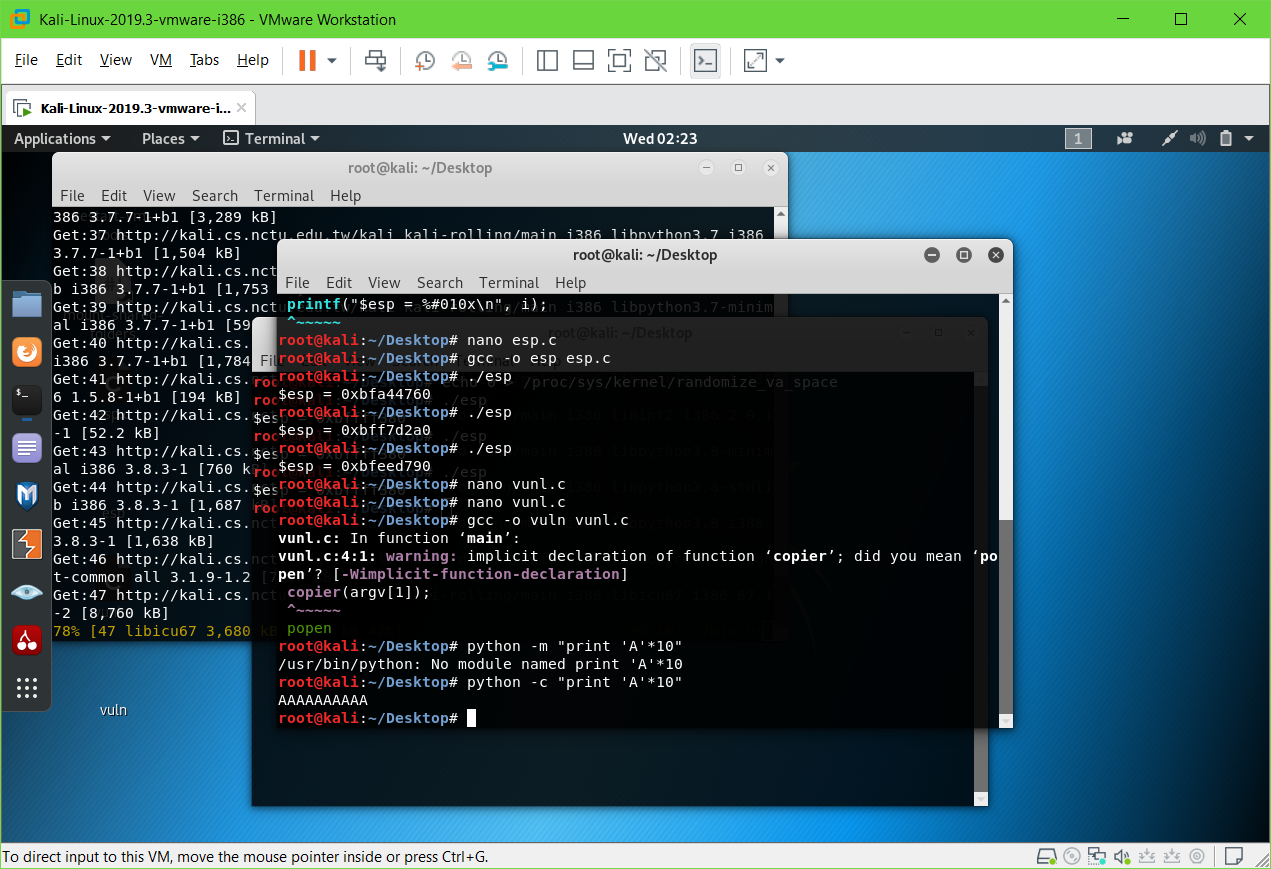 Kali-Linux-2019.3-vmware-i386 - VMware Workstation
File Edit View VM Tabs Help
Kali-Linux-2019.3-vmware-i...
Applications Places Terminal Wed 02:23 1
root@kali: ~/Desktop
File Edit View Search Terminal Help
386 3.7.7-1+b1 [3,289 kB]
Get:37 http://kali.cs.nctu.edu.tw/kali kali-rolling/main i386 libpython3.7 i386
3.7.7-1+b1 [1,504 kB]
Get:38 http://kali.cs.nct
b i386 3.7.7-1+b1 [1,753
Get:39 http://kali.cs.nct
al i386 3.7.7-1+b1 [59
Get:40 http://kali.cs.
i386 3.7.7-1+b1 [1,784
Get:41 http://kali.cs.
6 1.5.8-1+b1 [194 kB]
Get:42 http://kali.cs.
-1 [52.2 kB]
Get:43 http://kali.cs.
al i386 3.8.3-1 [760 k
Get:44 http://kali.cs.
b i386 3.8.3-1 [1,687
Get:45 http://kali.cs.
3.8.3-1 [1,638 kB]
Get:46 http://kali.cs.
t-common all 3.1.9-1.2 [
Get:47 http://kali.cs.nct
-2 [8,760 kB]
78% [47 libicu67 3,680 kB
root@kali: ~/Desktop
File Edit View Search Terminal Help
printf("$esp = %#010x\n", i);
^~~~~~
root@kali:~/Desktop# nano esp.c
root@kali:~/Desktop# gcc -o esp esp.c
root@kali:~/Desktop# ./esp
$esp = 0xbfa44760
root@kali:~/Desktop# ./esp
$esp = 0xbff7d2a0
root@kali:~/Desktop# ./esp
$esp = 0xbfeed790
root@kali:~/Desktop# nano vunl.c
root@kali:~/Desktop# nano vunl.c
root@kali:~/Desktop# gcc -o vuln vunl.c
vunl.c: In function ‘main’:
vunl.c:4:1: warning: implicit declaration of function ‘copier’; did you mean ‘po
pen’? [-Wimplicit-function-declaration]
copier(argv[1]);
^~~~~~
popen
root@kali:~/Desktop# python -m "print 'A'*10"
/usr/bin/python: No module named print 'A'*10
root@kali:~/Desktop# python -c "print 'A'*10"
AAAAAAAAAA
root@kali:~/Desktop#
root@kali: ~/Desktop
echo 0 > /proc/sys/kernel/randomize_va_space
./esp
vuln
To direct input to this VM, move the mouse pointer inside or press Ctrl+G.